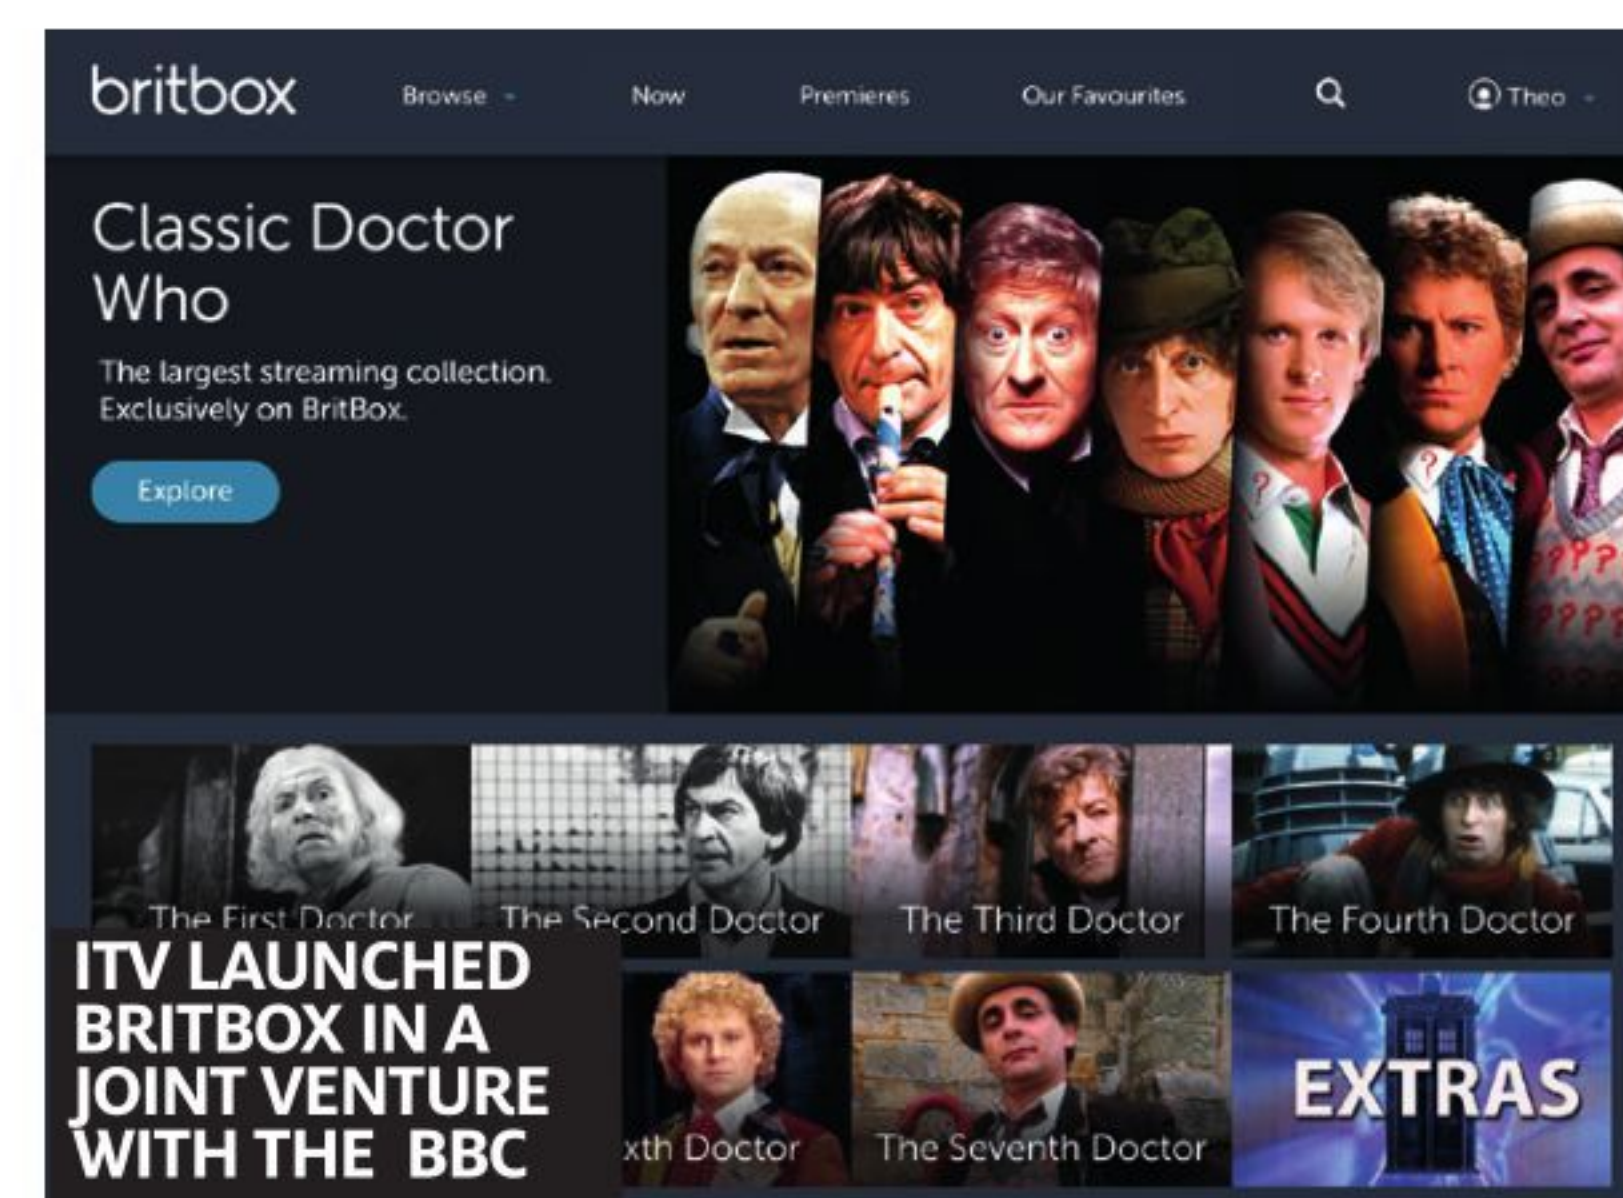 britbox
Browse
Now
Premieres
Our Favourites
Theo
Classic Doctor
Who
The largest streaming collection.
Exclusively on BritBox.
Explore
The First Doctor
The Second Doctor
The Third Doctor
The Fourth Doctor
ITV LAUNCHED
BRITBOX IN A
JOINT VENTURE
WITH THE BBC
xth Doctor
The Seventh Doctor
EXTRAS